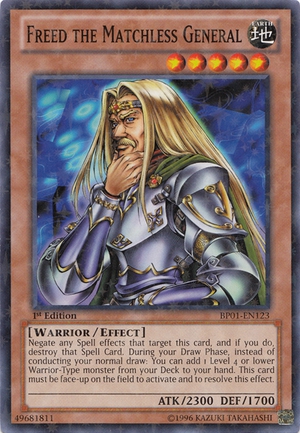 FREED THE MATCHLESS GENERAL
EARTH
地
1st Edition
BP01-EN123
[WARRIOR / EFFECT]
Negate any Spell effects that target this card, and if you do,
destroy that Spell Card. During your Draw Phase, instead of
conducting your normal draw: You can add 1 Level 4 or lower
Warrior-Type monster from your Deck to your hand. This card
must be face-up on the field to activate and to resolve this effect.
ATK/2300 DEF/1700
49681811
©1996 KAZUKI TAKAHASHI